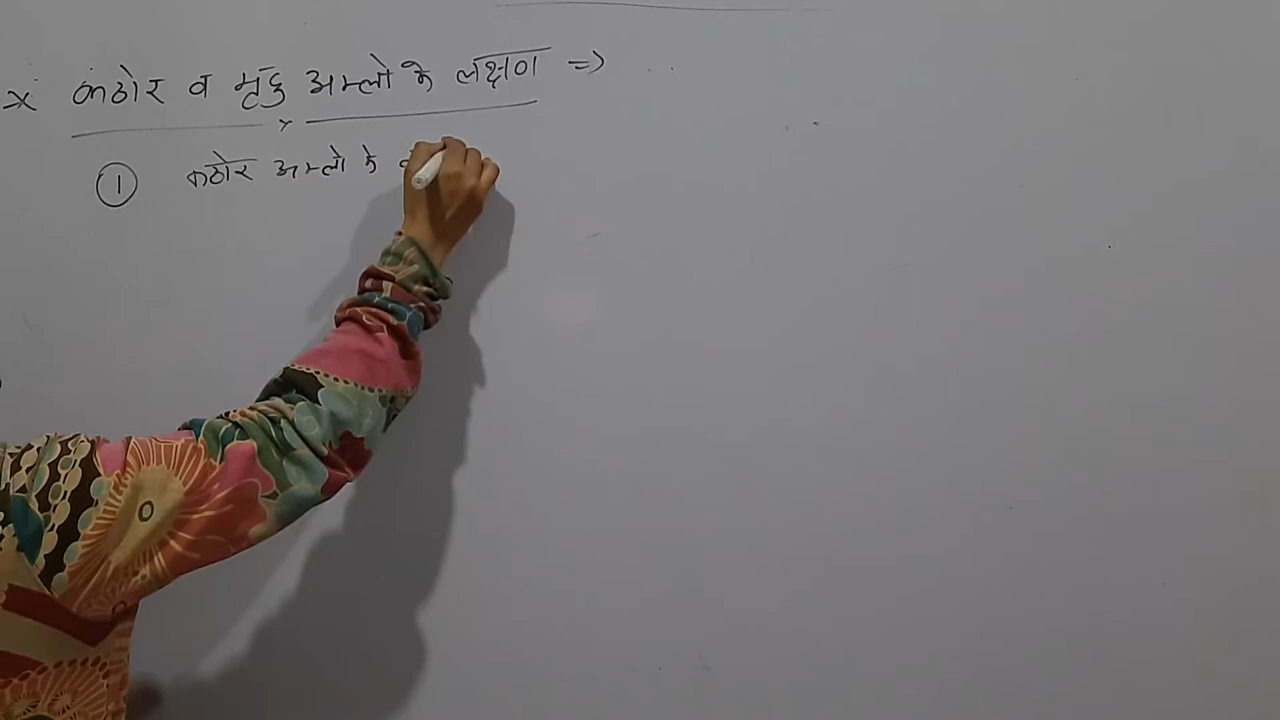 x कठोर व मृदु अम्लो के लक्षण =>
① कठोर अम्लो के